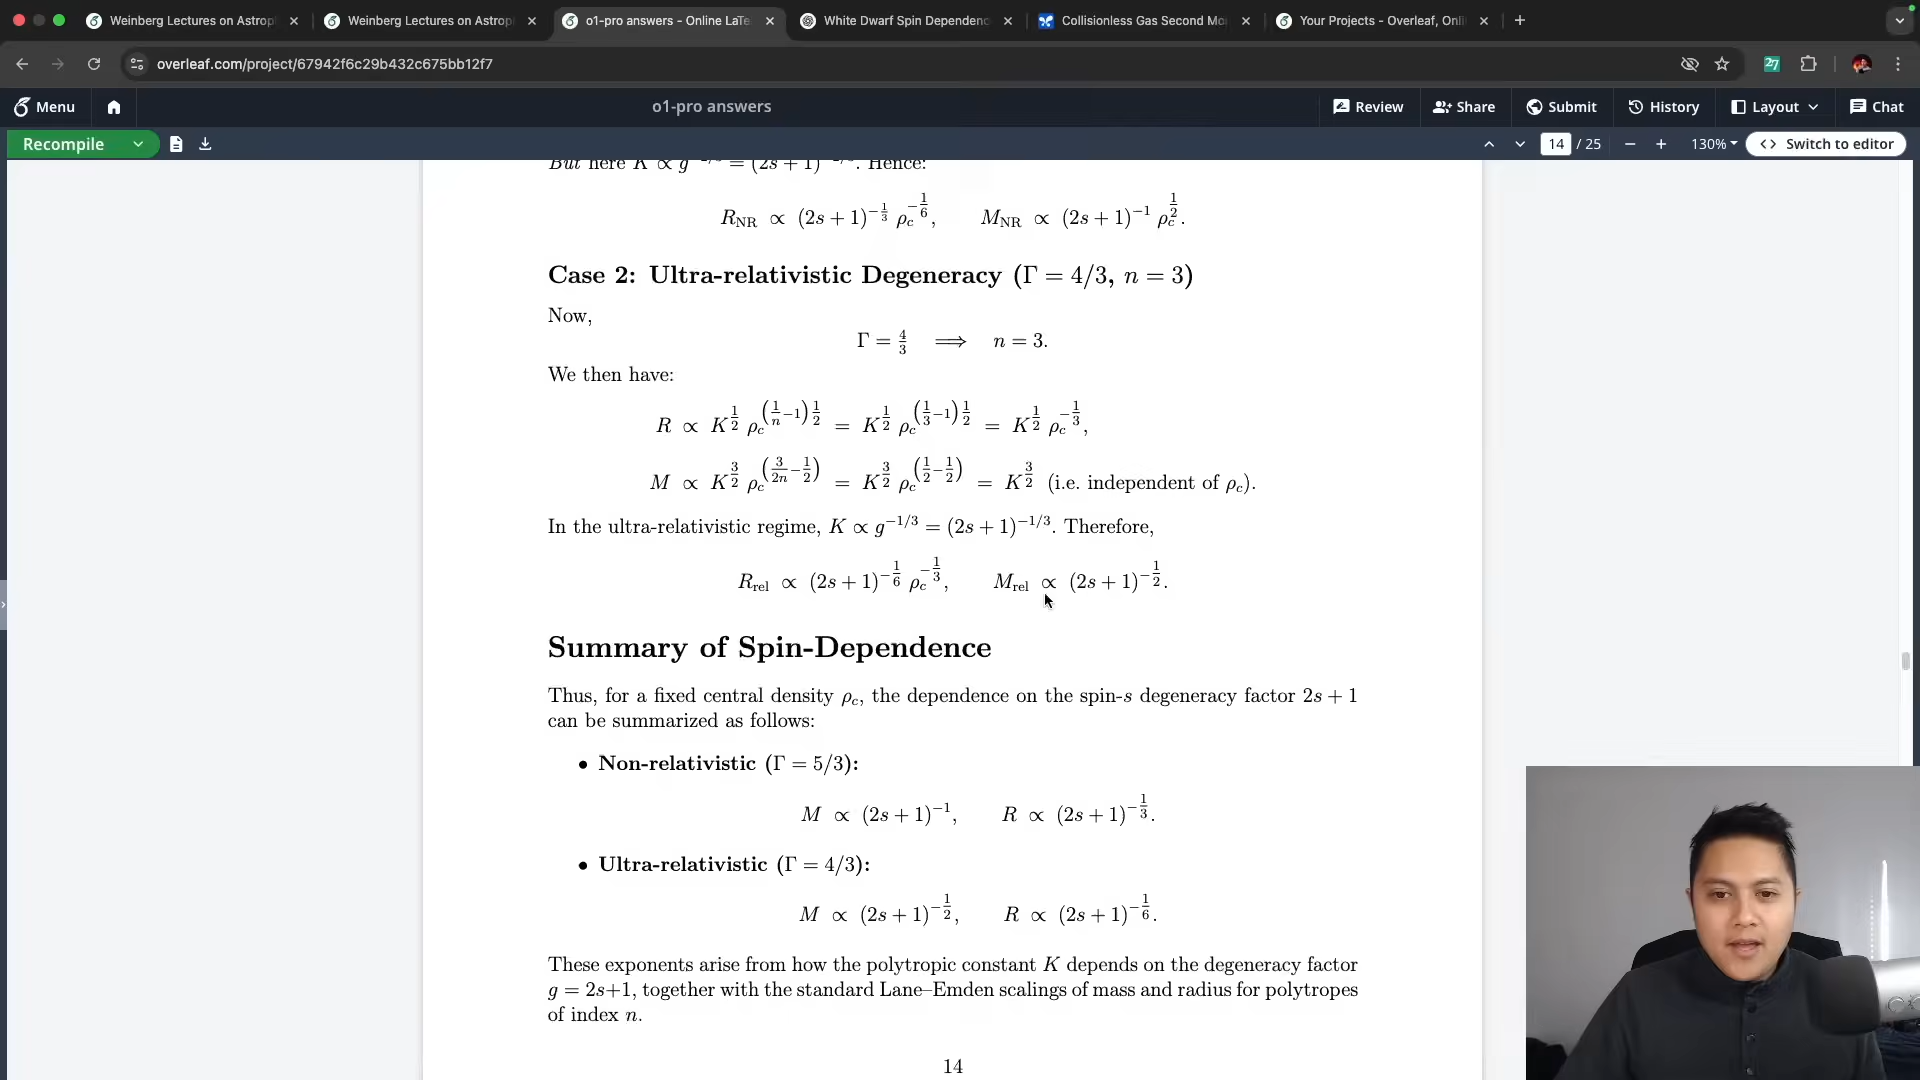 Weinberg Lectures on Astrop
Weinberg Lectures on Astrop
o1-pro answers - Online LaTe
White Dwarf Spin Dependenc
Collisionless Gas Second Mo
Your Projects - Overleaf, Onli
overleaf.com/project/67942f6c29b432c675bb12f7
27
Menu
o1-pro answers
Review
Share
Submit
History
Layout
Chat
Recompile
14 / 25
130%
Switch to editor
But here K ∝ g = (2s + 1) . Hence:
R_NR ∝ (2s + 1)^{-1/3} ρ_c^{-1/6}, M_NR ∝ (2s + 1)^{-1} ρ_c^{1/2}.
Case 2: Ultra-relativistic Degeneracy (Γ = 4/3, n = 3)
Now,
Γ = 4/3 ⟹ n = 3.
We then have:
R ∝ K^{1/2} ρ_c^{(1/n − 1) 1/2} = K^{1/2} ρ_c^{(1/3 − 1) 1/2} = K^{1/2} ρ_c^{-1/3},
M ∝ K^{3/2} ρ_c^{(3/2n − 1/2)} = K^{3/2} ρ_c^{(1/2 − 1/2)} = K^{3/2} (i.e. independent of ρ_c).
In the ultra-relativistic regime, K ∝ g^{−1/3} = (2s + 1)^{−1/3}. Therefore,
R_rel ∝ (2s + 1)^{-1/6} ρ_c^{-1/3}, M_rel ∝ (2s + 1)^{-1/2}.
Summary of Spin-Dependence
Thus, for a fixed central density ρ_c, the dependence on the spin-s degeneracy factor 2s + 1
can be summarized as follows:
• Non-relativistic (Γ = 5/3):
M ∝ (2s + 1)^{-1}, R ∝ (2s + 1)^{-1/3}.
• Ultra-relativistic (Γ = 4/3):
M ∝ (2s + 1)^{-1/2}, R ∝ (2s + 1)^{-1/6}.
These exponents arise from how the polytropic constant K depends on the degeneracy factor
g = 2s+1, together with the standard Lane–Emden scalings of mass and radius for polytropes
of index n.
14